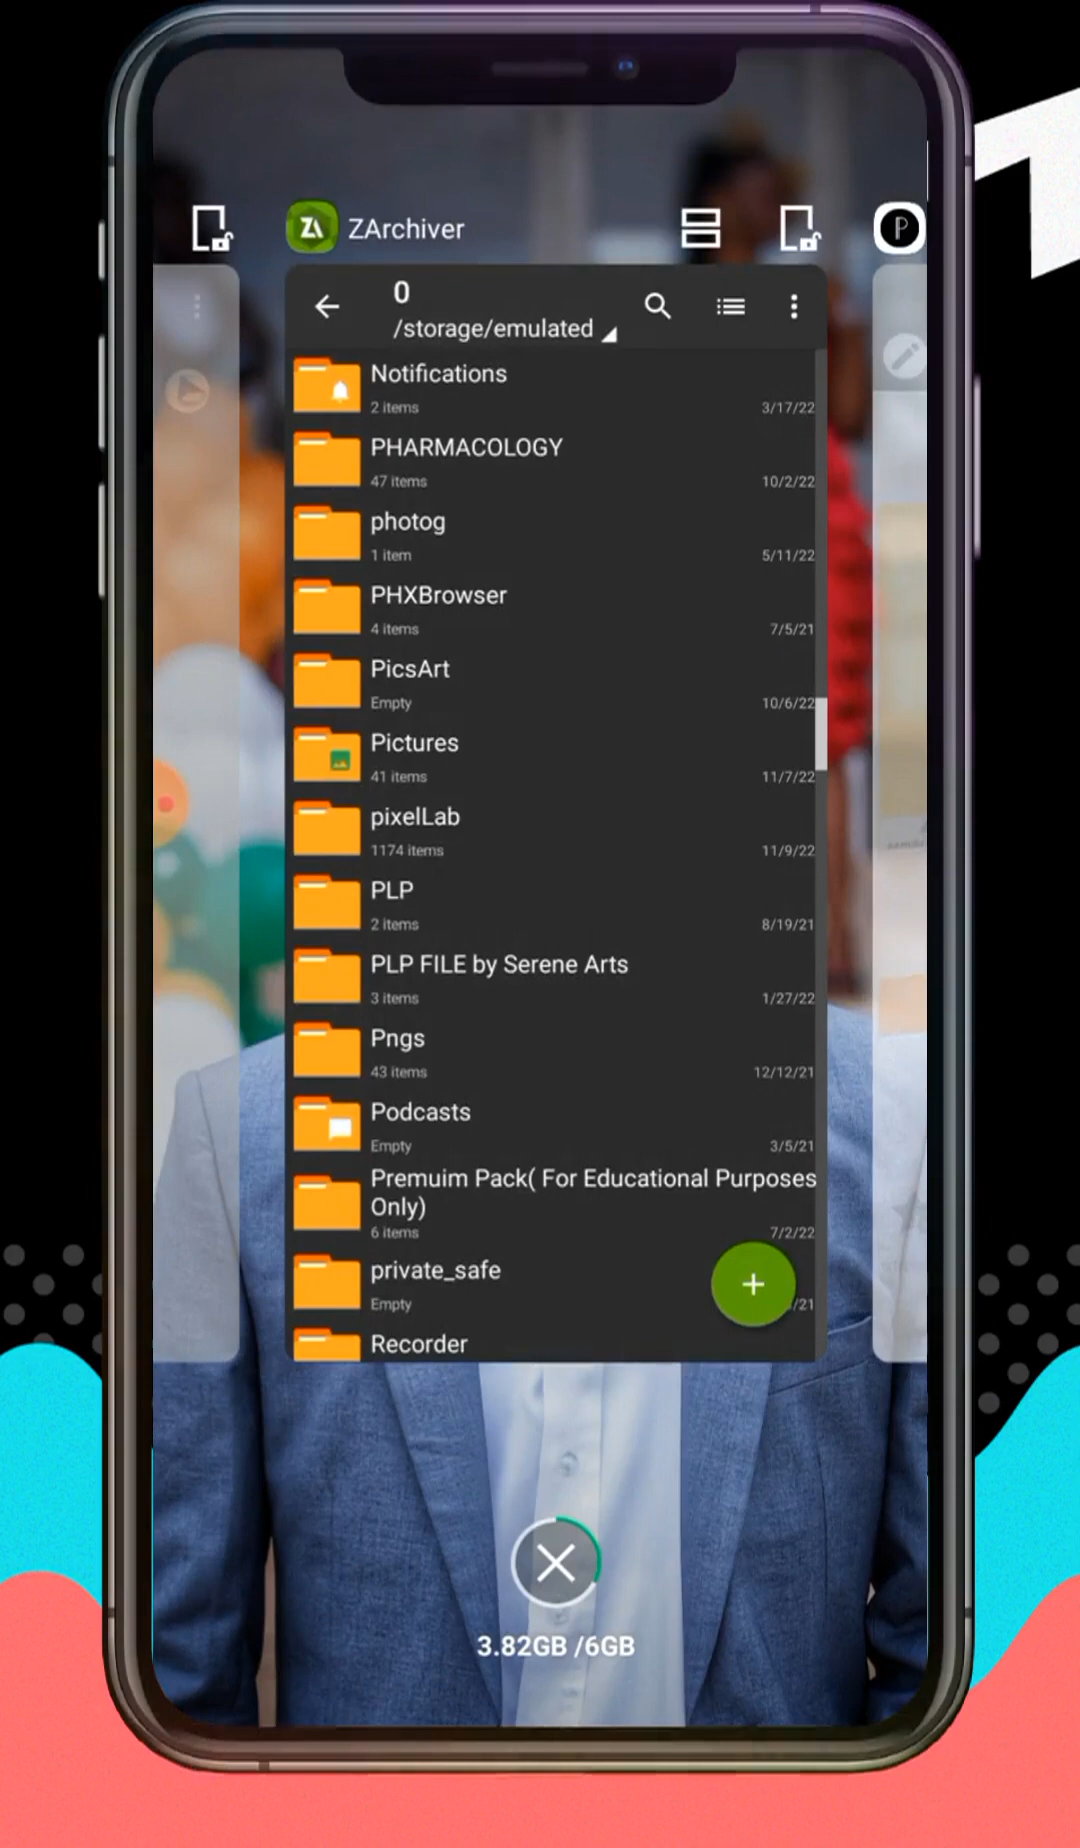 ZArchiver
0
/storage/emulated
Notifications
2 items 3/17/22
PHARMACOLOGY
47 items 10/2/22
photog
1 item 5/11/22
PHXBrowser
4 items 7/5/21
PicsArt
Empty 10/6/22
Pictures
41 items 11/7/22
pixelLab
1174 items 11/9/22
PLP
2 items 8/19/21
PLP FILE by Serene Arts
3 items 1/27/22
Pngs
43 items 12/12/21
Podcasts
Empty 3/5/21
Premuim Pack( For Educational Purposes
Only)
6 items 7/2/22
private_safe
Empty /21
Recorder
3.82GB /6GB